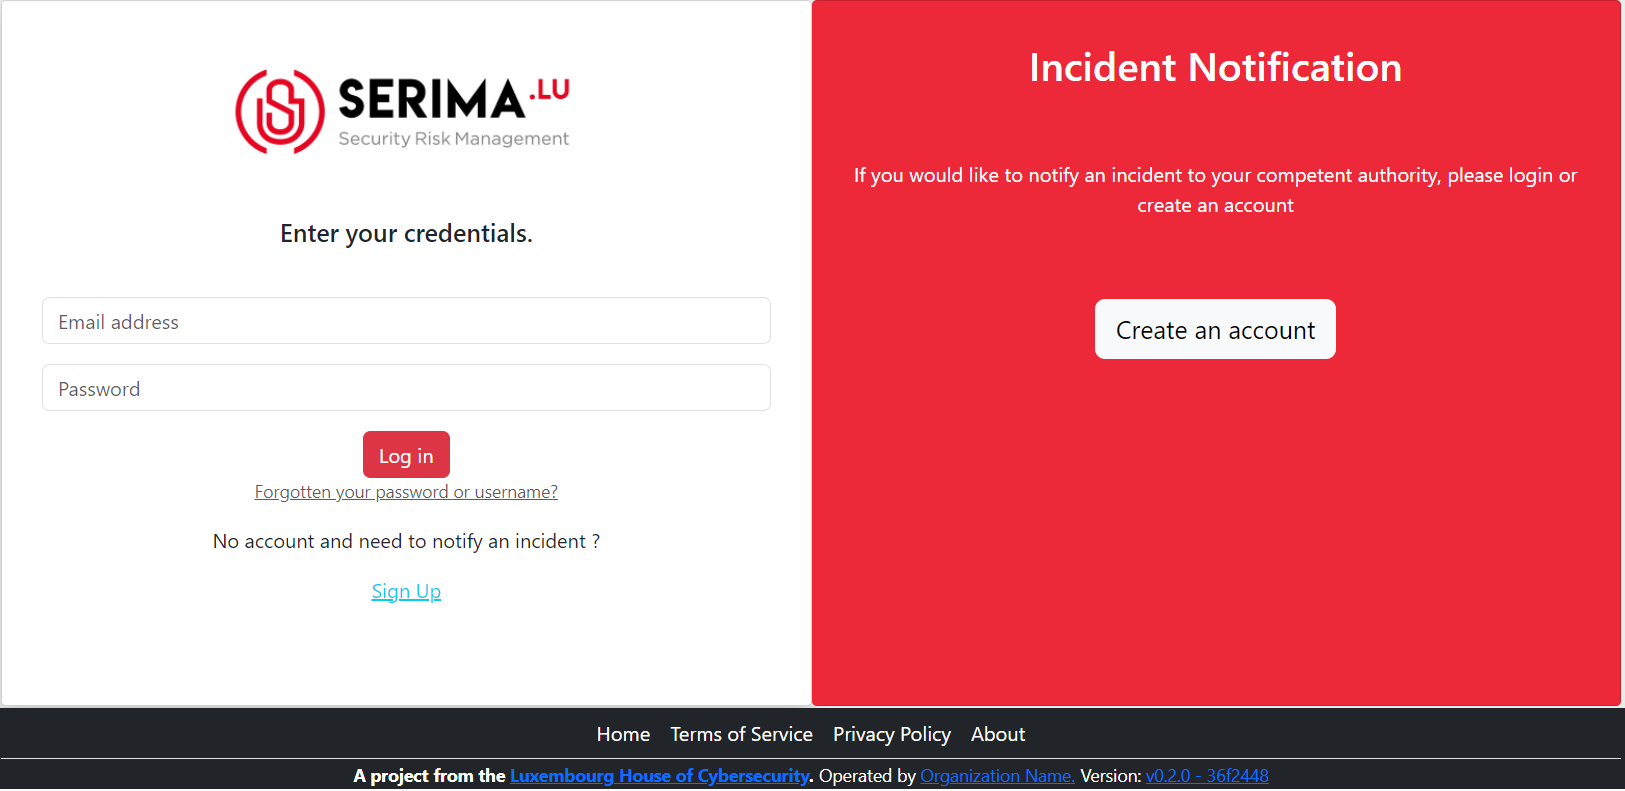 SERIMA.LU
Security Risk Management
Enter your credentials.
Email address
Password
Log in
Forgotten your password or username?
No account and need to notify an incident ?
Sign Up
Incident Notification
If you would like to notify an incident to your competent authority, please login or
create an account
Create an account
Home Terms of Service Privacy Policy About
A project from the Luxembourg House of Cybersecurity. Operated by Organization Name. Version: v0.2.0 - 36f2448